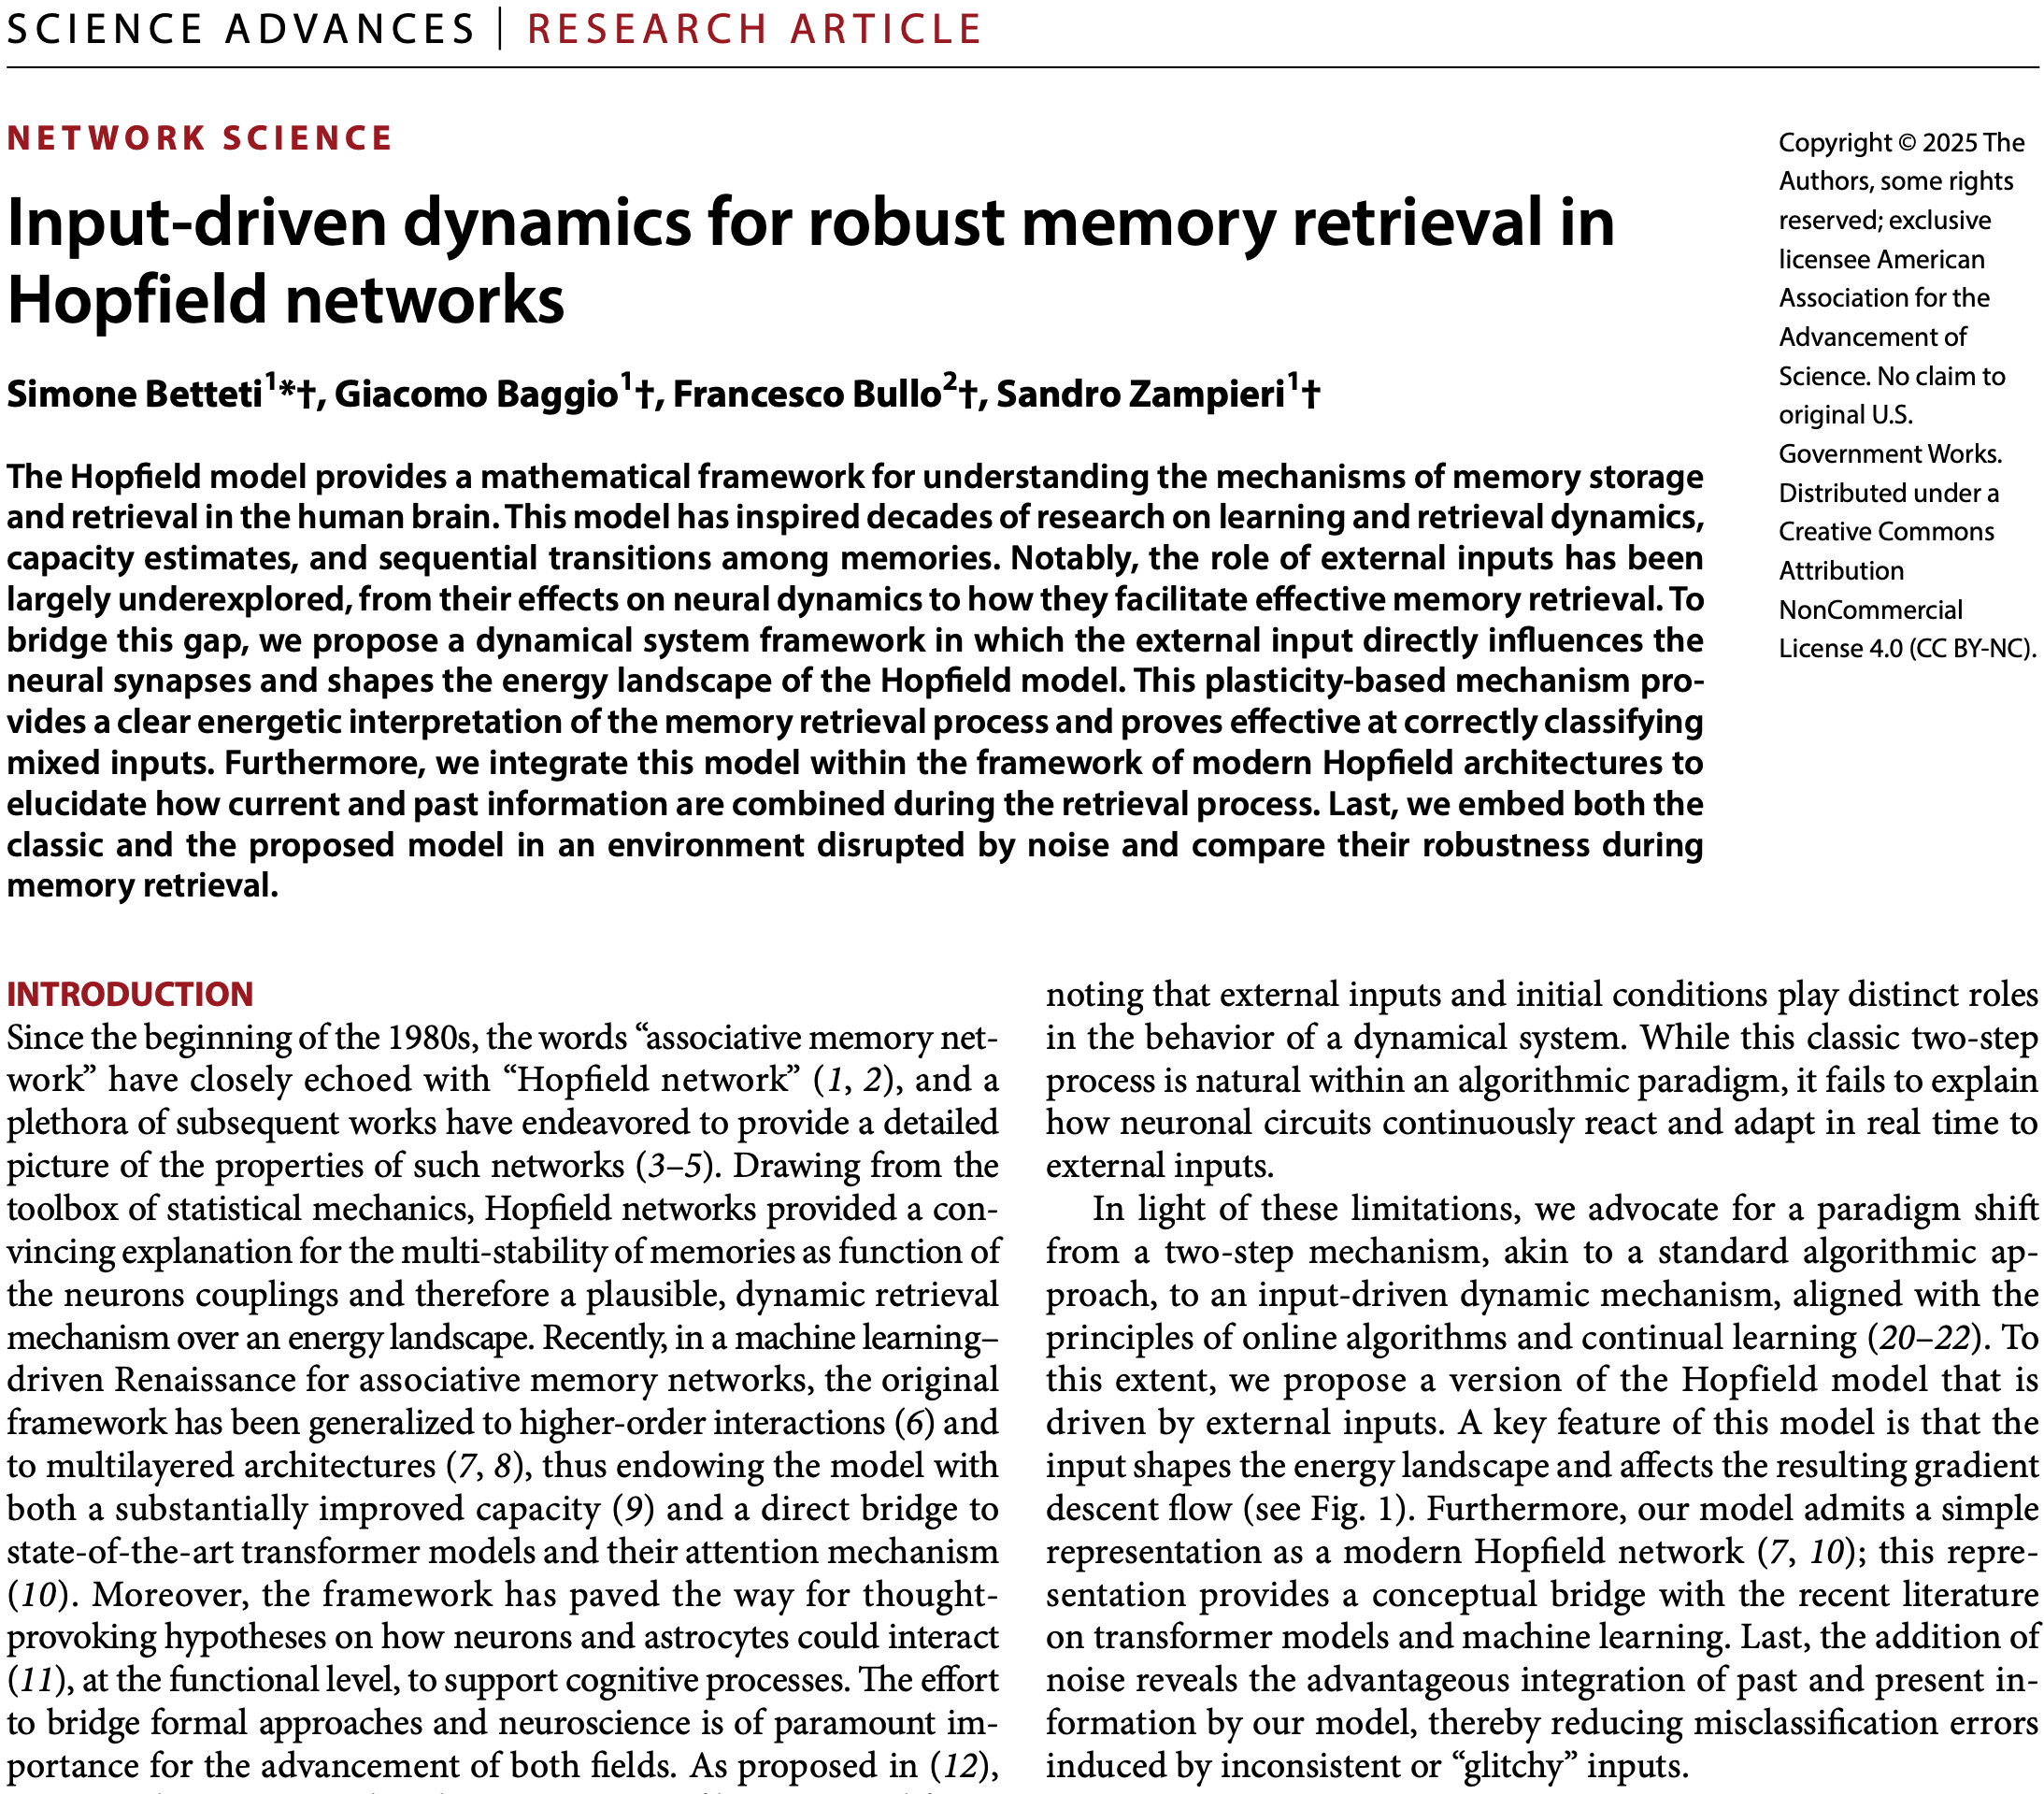 SCIENCE ADVANCES | RESEARCH ARTICLE
NETWORK SCIENCE
Input-driven dynamics for robust memory retrieval in
Hopfield networks
Simone Betteti1*†, Giacomo Baggio1†, Francesco Bullo2†, Sandro Zampieri1†
The Hopfield model provides a mathematical framework for understanding the mechanisms of memory storage
and retrieval in the human brain. This model has inspired decades of research on learning and retrieval dynamics,
capacity estimates, and sequential transitions among memories. Notably, the role of external inputs has been
largely underexplored, from their effects on neural dynamics to how they facilitate effective memory retrieval. To
bridge this gap, we propose a dynamical system framework in which the external input directly influences the
neural synapses and shapes the energy landscape of the Hopfield model. This plasticity-based mechanism pro-
vides a clear energetic interpretation of the memory retrieval process and proves effective at correctly classifying
mixed inputs. Furthermore, we integrate this model within the framework of modern Hopfield architectures to
elucidate how current and past information are combined during the retrieval process. Last, we embed both the
classic and the proposed model in an environment disrupted by noise and compare their robustness during
memory retrieval.
Copyright © 2025 The
Authors, some rights
reserved; exclusive
licensee American
Association for the
Advancement of
Science. No claim to
original U.S.
Government Works.
Distributed under a
Creative Commons
Attribution
NonCommercial
License 4.0 (CC BY-NC).
INTRODUCTION
Since the beginning of the 1980s, the words “associative memory net-
work” have closely echoed with “Hopfield network” (1, 2), and a
plethora of subsequent works have endeavored to provide a detailed
picture of the properties of such networks (3–5). Drawing from the
toolbox of statistical mechanics, Hopfield networks provided a con-
vincing explanation for the multi-stability of memories as function of
the neurons couplings and therefore a plausible, dynamic retrieval
mechanism over an energy landscape. Recently, in a machine learning–
driven Renaissance for associative memory networks, the original
framework has been generalized to higher-order interactions (6) and
to multilayered architectures (7, 8), thus endowing the model with
both a substantially improved capacity (9) and a direct bridge to
state-of-the-art transformer models and their attention mechanism
(10). Moreover, the framework has paved the way for thought-
provoking hypotheses on how neurons and astrocytes could interact
(11), at the functional level, to support cognitive processes. The effort
to bridge formal approaches and neuroscience is of paramount im-
portance for the advancement of both fields. As proposed in (12),
noting that external inputs and initial conditions play distinct roles
in the behavior of a dynamical system. While this classic two-step
process is natural within an algorithmic paradigm, it fails to explain
how neuronal circuits continuously react and adapt in real time to
external inputs.
In light of these limitations, we advocate for a paradigm shift
from a two-step mechanism, akin to a standard algorithmic ap-
proach, to an input-driven dynamic mechanism, aligned with the
principles of online algorithms and continual learning (20–22). To
this extent, we propose a version of the Hopfield model that is
driven by external inputs. A key feature of this model is that the
input shapes the energy landscape and affects the resulting gradient
descent flow (see Fig. 1). Furthermore, our model admits a simple
representation as a modern Hopfield network (7, 10); this repre-
sentation provides a conceptual bridge with the recent literature
on transformer models and machine learning. Last, the addition of
noise reveals the advantageous integration of past and present in-
formation by our model, thereby reducing misclassification errors
induced by inconsistent or “glitchy” inputs.